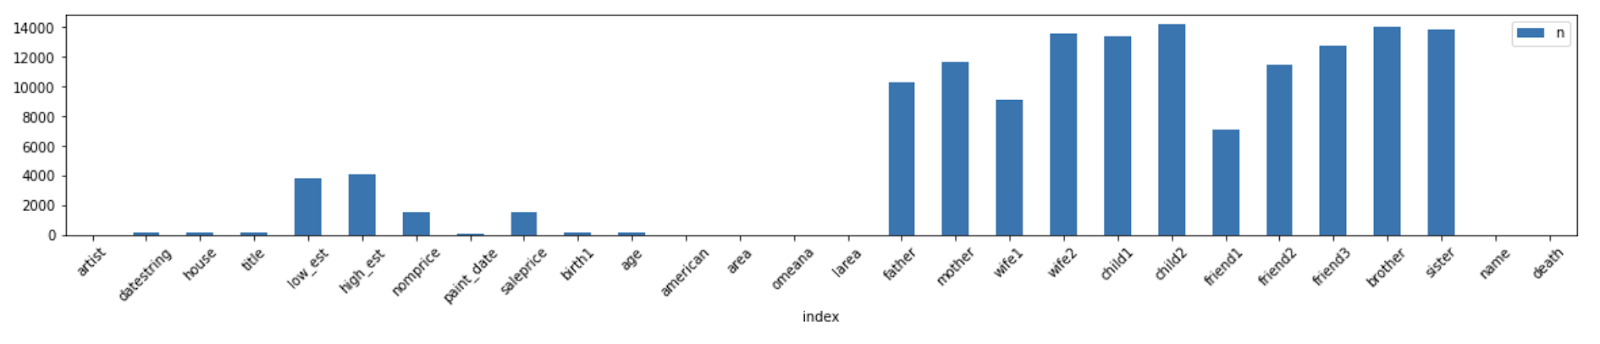 14000
12000
10000
8000
6000
4000
2000
0
n
artist datestring house title low_est high_est nomprice paint_date saleprice birth1 age american area omeana larea father mother wife1 wife2 child1 child2 friend1 friend2 friend3 brother sister name death
index